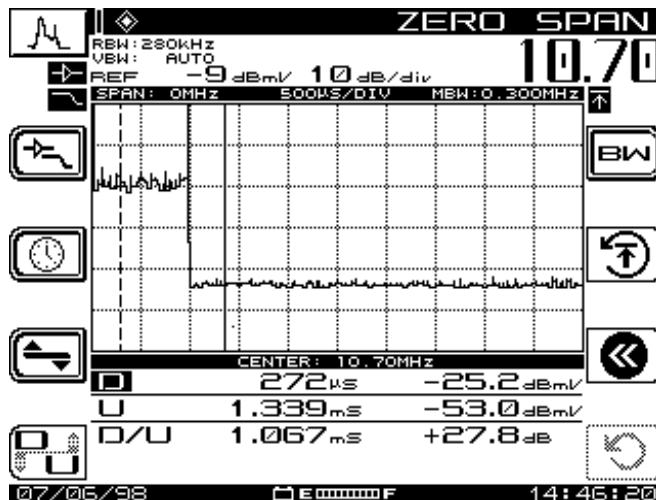 ZERO SPAN
RBW:280kHz
VBW: AUTO
10.70
REF -9 dBmV 10 dB/div
SPAN: 0MHz 500µS/DIV MBW:0.300MHz
BW
CENTER: 10.70MHz
D 272µs -25.2dBmV
U 1.339ms -53.0dBmV
D/U 1.067ms +27.8dB
D
U
07/06/98 E F 14:46:20